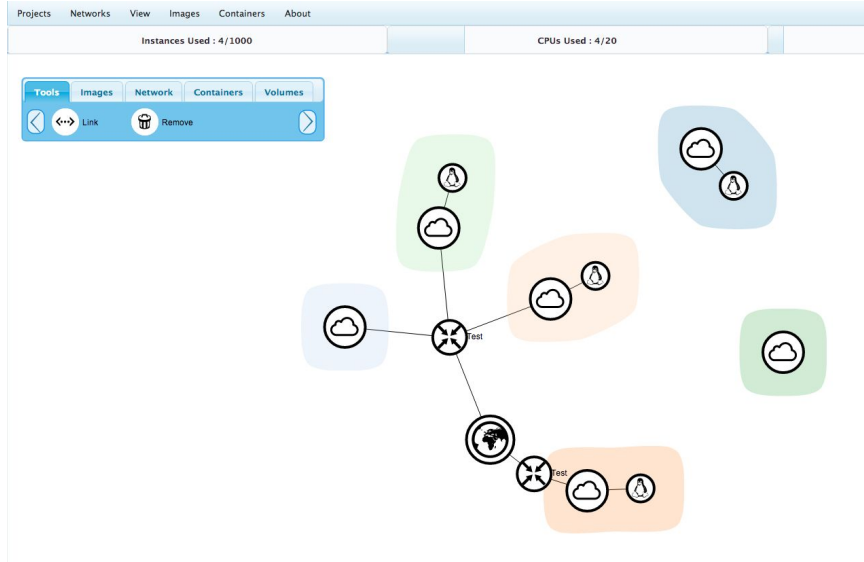 Projects Networks View Images Containers About
Instances Used : 4/1000 CPUs Used : 4/20
Tools Images Network Containers Volumes
Link Remove
Test
Test